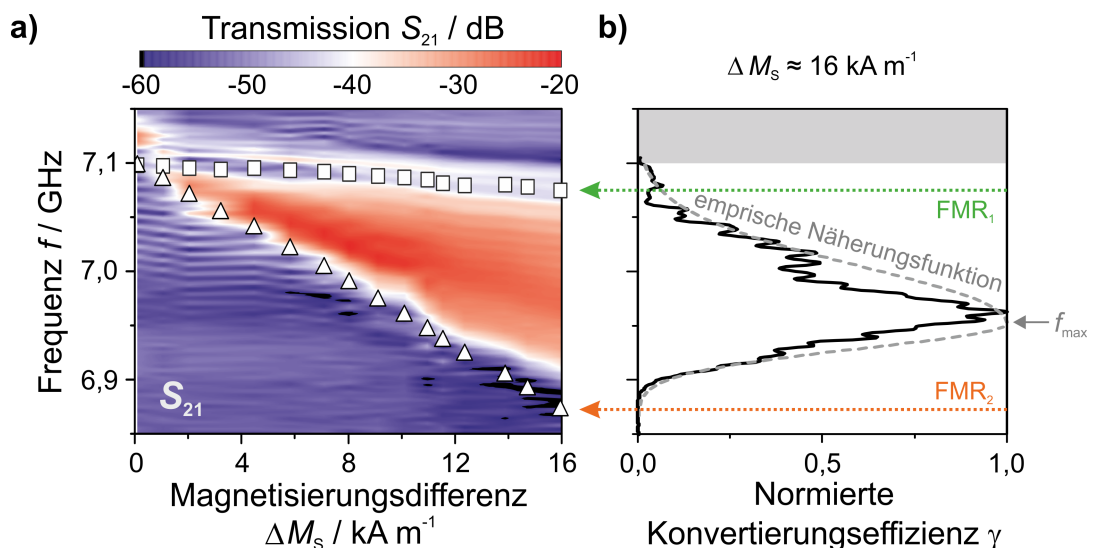 a)
Transmission S21 / dB
-60 -50 -40 -30 -20
Frequenz f / GHz
7,1
7,0
6,9
S21
0 4 8 12 16
Magnetisierungsdifferenz
ΔMS / kA m-1
b)
ΔMS ≈ 16 kA m-1
FMR1
emprische Näherungsfunktion
fmax
FMR2
0,0 0,5 1,0
Normierte
Konvertierungseffizienz γ